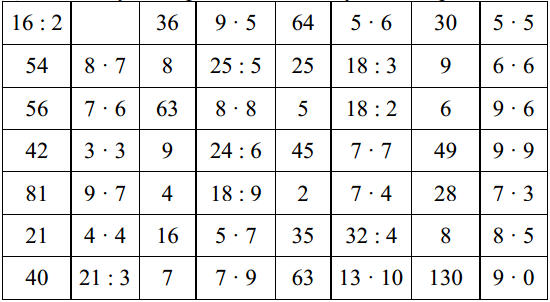 16 : 2 36 9 · 5 64 5 · 6 30 5 · 5
54 8 · 7 8 25 : 5 25 18 : 3 9 6 · 6
56 7 · 6 63 8 · 8 5 18 : 2 6 9 · 6
42 3 · 3 9 24 : 6 45 7 · 7 49 9 · 9
81 9 · 7 4 18 : 9 2 7 · 4 28 7 · 3
21 4 · 4 16 5 · 7 35 32 : 4 8 8 · 5
40 21 : 3 7 7 · 9 63 13 · 10 130 9 · 0